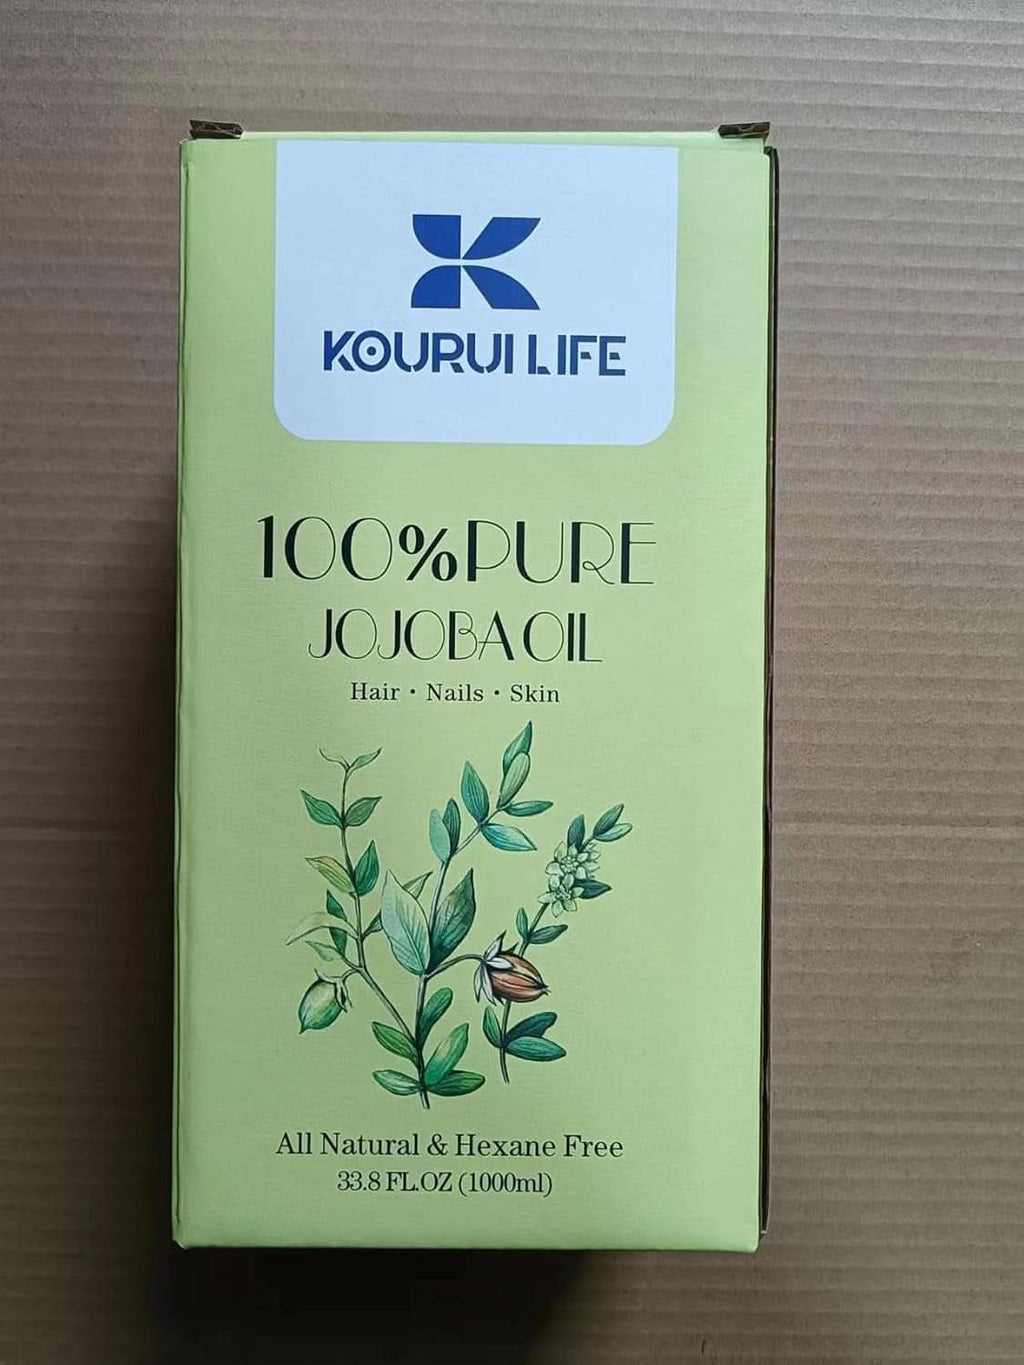 KOURUI LIFE
100%PURE
JOJOBA OIL
Hair · Nails · Skin
All Natural & Hexane Free
33.8 FL.OZ (1000ml)